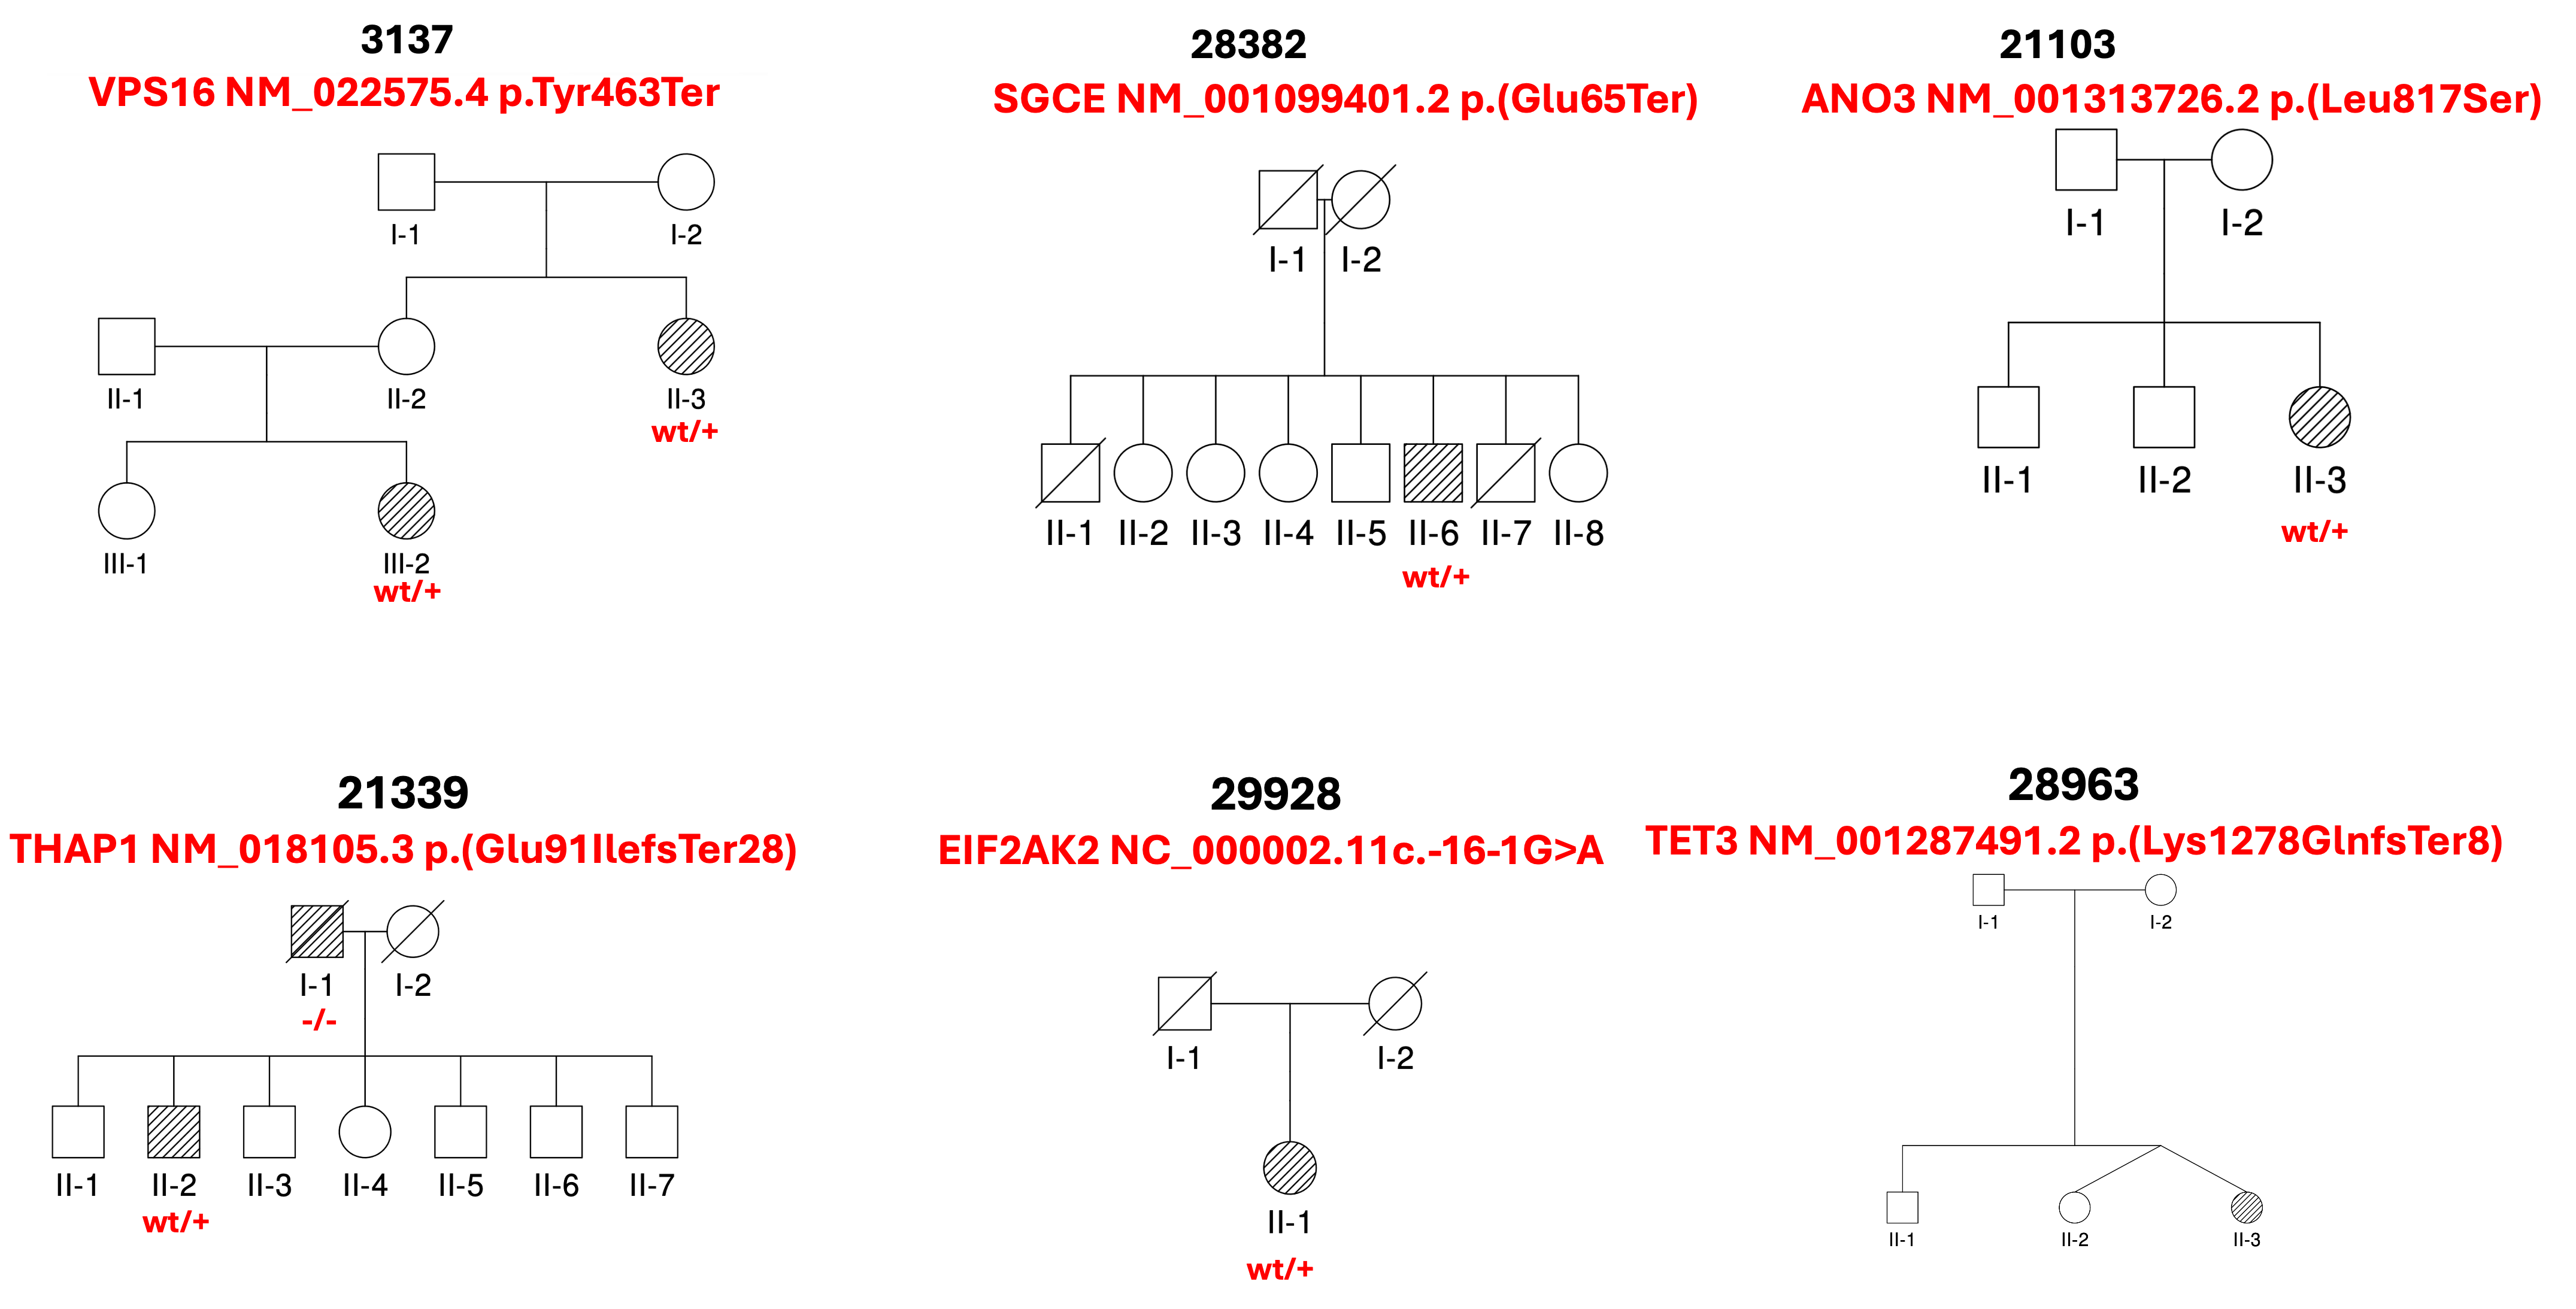 3137
VPS16 NM_022575.4 p.Tyr463Ter
I-1
I-2
II-1
II-2
II-3
wt/+
III-1
III-2
wt/+
28382
SGCE NM_001099401.2 p.(Glu65Ter)
I-1
I-2
II-1
II-2
II-3
II-4
II-5
II-6
II-7
II-8
wt/+
21103
ANO3 NM_001313726.2 p.(Leu817Ser)
I-1
I-2
II-1
II-2
II-3
wt/+
21339
THAP1 NM_018105.3 p.(Glu91IlefsTer28)
I-1
I-2
-/-
II-1
II-2
II-3
II-4
II-5
II-6
II-7
wt/+
29928
EIF2AK2 NC_000002.11c.-16-1G>A
I-1
I-2
II-1
wt/+
28963
TET3 NM_001287491.2 p.(Lys1278GlnfsTer8)
I-1
I-2
II-1
II-2
II-3